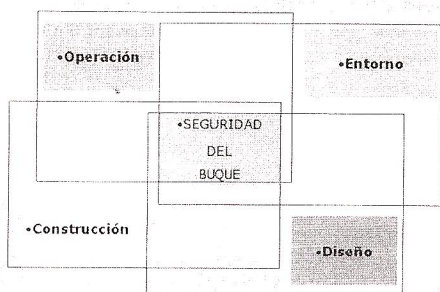 •Operación
•Entorno
•SEGURIDAD
DEL
BUQUE
•Construcción
•Diseño